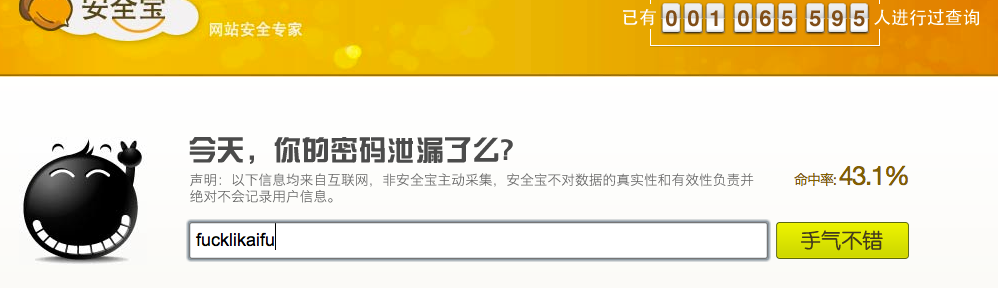 安全宝
网站安全专家
已有 001 065 595 人进行过查询
今天，你的密码泄漏了么?
声明：以下信息均来自互联网，非安全宝主动采集，安全宝不对数据的真实性和有效性负责并
绝对不会记录用户信息。
命中率: 43.1%
fucklikaifu
手气不错